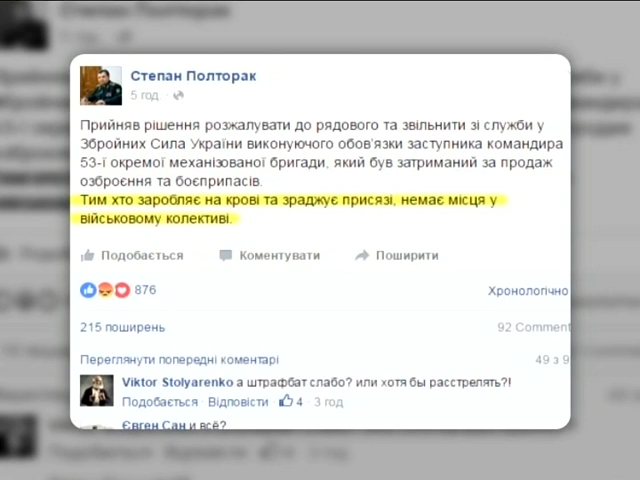 Степан Полторак
5 год.
Прийняв рішення розжалувати до рядового та звільнити зі служби у
Збройних Сила України виконуючого обов'язки заступника командира
53-ї окремої механізованої бригади, який був затриманий за продаж
озброєння та боєприпасів.
Тим хто заробляє на крові та зраджує присязі, немає місця у
військовому колективі.
Подобається Коментувати Поширити
876 Хронологічно
215 поширень 92 Comment
Переглянути попередні коментарі 49 з 9
Viktor Stolyarenko а штрафбат слабо? или хотя бы расстрелять?!
Подобається · Відповісти · 4 · 3 год
Євген Сан и всё?